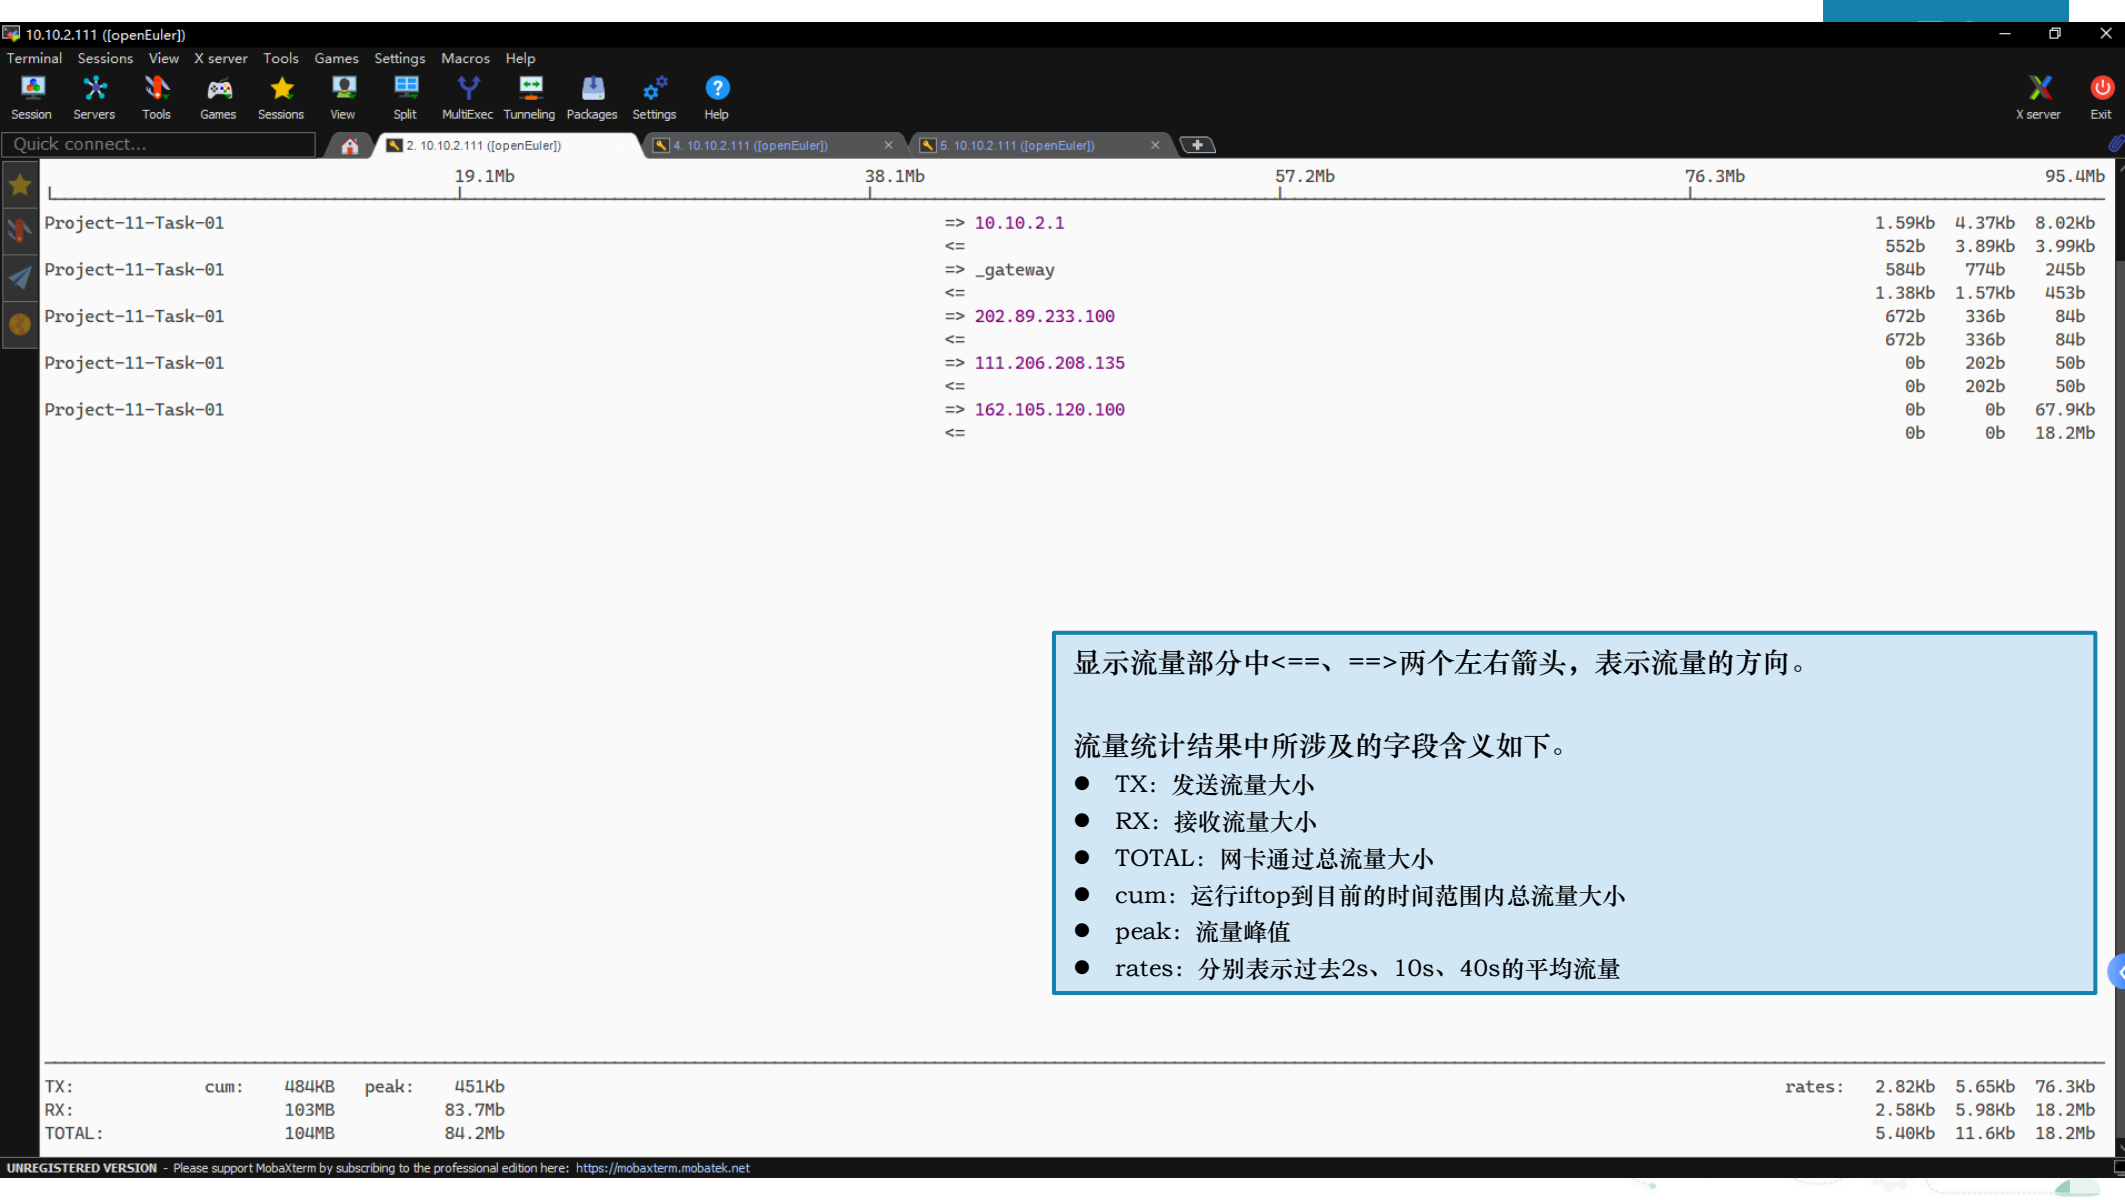 10.10.2.111 ([openEuler])
Terminal Sessions View X server Tools Games Settings Macros Help
Session Servers Tools Games Sessions View Split MultiExec Tunneling Packages Settings Help X server Exit
Quick connect... 2. 10.10.2.111 ([openEuler]) 4. 10.10.2.111 ([openEuler]) 5. 10.10.2.111 ([openEuler])
19.1Mb 38.1Mb 57.2Mb 76.3Mb 95.4Mb
Project-11-Task-01 => 10.10.2.1 1.59Kb 4.37Kb 8.02Kb
<= 552b 3.89Kb 3.99Kb
Project-11-Task-01 => _gateway 584b 774b 245b
<= 1.38Kb 1.57Kb 453b
Project-11-Task-01 => 202.89.233.100 672b 336b 84b
<= 672b 336b 84b
Project-11-Task-01 => 111.206.208.135 0b 202b 50b
<= 0b 202b 50b
Project-11-Task-01 => 162.105.120.100 0b 0b 67.9Kb
<= 0b 0b 18.2Mb
显示流量部分中<==、==>两个左右箭头，表示流量的方向。
流量统计结果中所涉及的字段含义如下。
● TX：发送流量大小
● RX：接收流量大小
● TOTAL：网卡通过总流量大小
● cum：运行iftop到目前的时间范围内总流量大小
● peak：流量峰值
● rates：分别表示过去2s、10s、40s的平均流量
TX: cum: 484KB peak: 451Kb rates: 2.82Kb 5.65Kb 76.3Kb
RX: 103MB 83.7Mb 2.58Kb 5.98Kb 18.2Mb
TOTAL: 104MB 84.2Mb 5.40Kb 11.6Kb 18.2Mb
UNREGISTERED VERSION - Please support MobaXterm by subscribing to the professional edition here: https://mobaxterm.mobatek.net